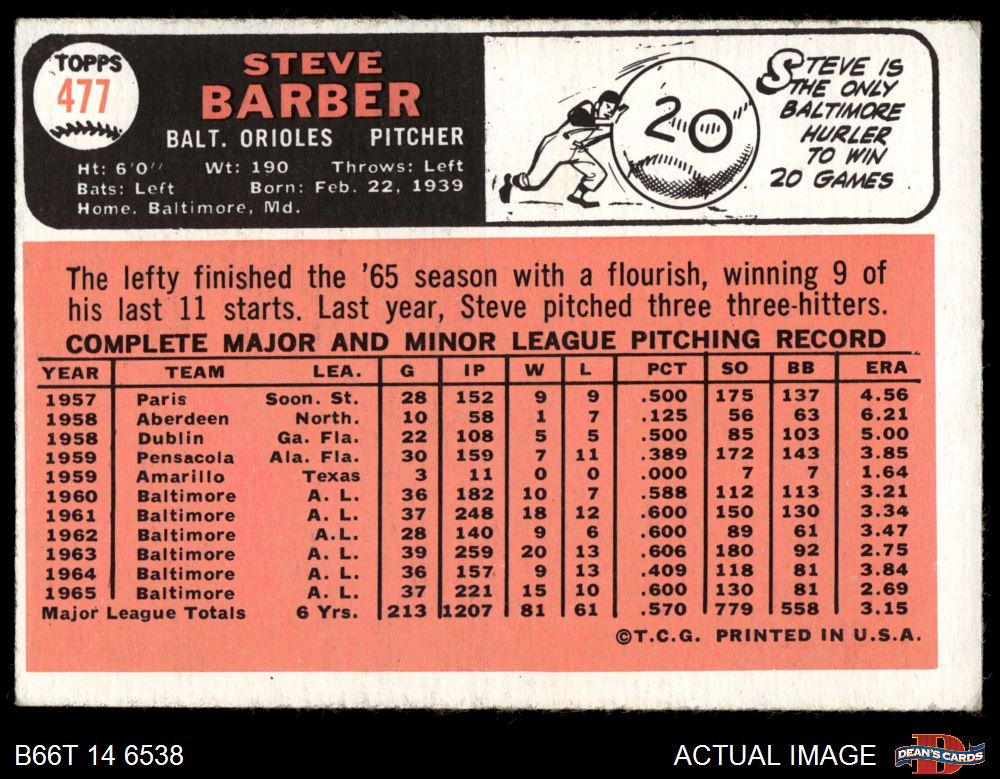 TOPPS
477
STEVE
BARBER
BALT. ORIOLES PITCHER
Ht: 6'0" Wt: 190 Throws: Left
Bats: Left Born: Feb. 22, 1939
Home. Baltimore, Md.
20
STEVE IS
THE ONLY
BALTIMORE
HURLER
TO WIN
20 GAMES
The lefty finished the '65 season with a flourish, winning 9 of
his last 11 starts. Last year, Steve pitched three three-hitters.
COMPLETE MAJOR AND MINOR LEAGUE PITCHING RECORD
YEAR TEAM LEA. G IP W L PCT SO BB ERA
1957 Paris Soon. St. 28 152 9 9 .500 175 137 4.56
1958 Aberdeen North. 10 58 1 7 .125 56 63 6.21
1958 Dublin Ga. Fla. 22 108 5 5 .500 85 103 5.00
1959 Pensacola Ala. Fla. 30 159 7 11 .389 172 143 3.85
1959 Amarillo Texas 3 11 0 0 .000 7 7 1.64
1960 Baltimore A. L. 36 182 10 7 .588 112 113 3.21
1961 Baltimore A. L. 37 248 18 12 .600 150 130 3.34
1962 Baltimore A.L. 28 140 9 6 .600 89 61 3.47
1963 Baltimore A. L. 39 259 20 13 .606 180 92 2.75
1964 Baltimore A. L. 36 157 9 13 .409 118 81 3.84
1965 Baltimore A. L. 37 221 15 10 .600 130 81 2.69
Major League Totals 6 Yrs. 213 1207 81 61 .570 779 558 3.15
©T.C.G. PRINTED IN U.S.A.
B66T 14 6538
ACTUAL IMAGE
D
DEAN'S CARDS